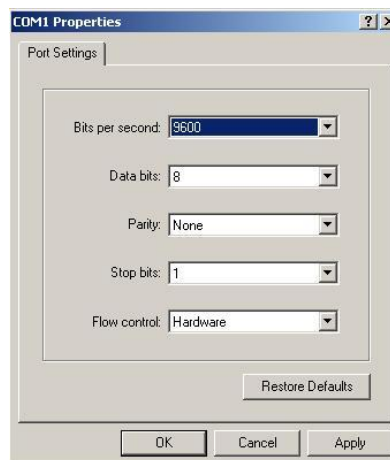 COM1 Properties
Port Settings
Bits per second: 9600
Data bits: 8
Parity: None
Stop bits: 1
Flow control: Hardware
Restore Defaults
OK Cancel Apply